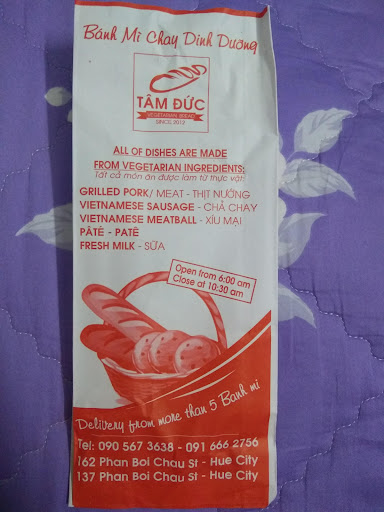 Bánh Mì Chay Dinh Dưỡng
TÂM ĐỨC
VEGETARIAN BREAD
SINCE 2012
ALL OF DISHES ARE MADE
FROM VEGETARIAN INGREDIENTS:
Tất cả món ăn được làm từ thực vật:
GRILLED PORK/ MEAT - THỊT NƯỚNG
VIETNAMESE SAUSAGE - CHẢ CHAY
VIETNAMESE MEATBALL - XÍU MẠI
PÂTÊ - PATÊ
FRESH MILK - SỮA
Open from 6:00 am
Close at 10:30 am
Delivery from more than 5 Banh mi
Tel: 090 567 3638 - 091 666 2756
162 Phan Boi Chau St - Hue City
137 Phan Boi Chau St - Hue City